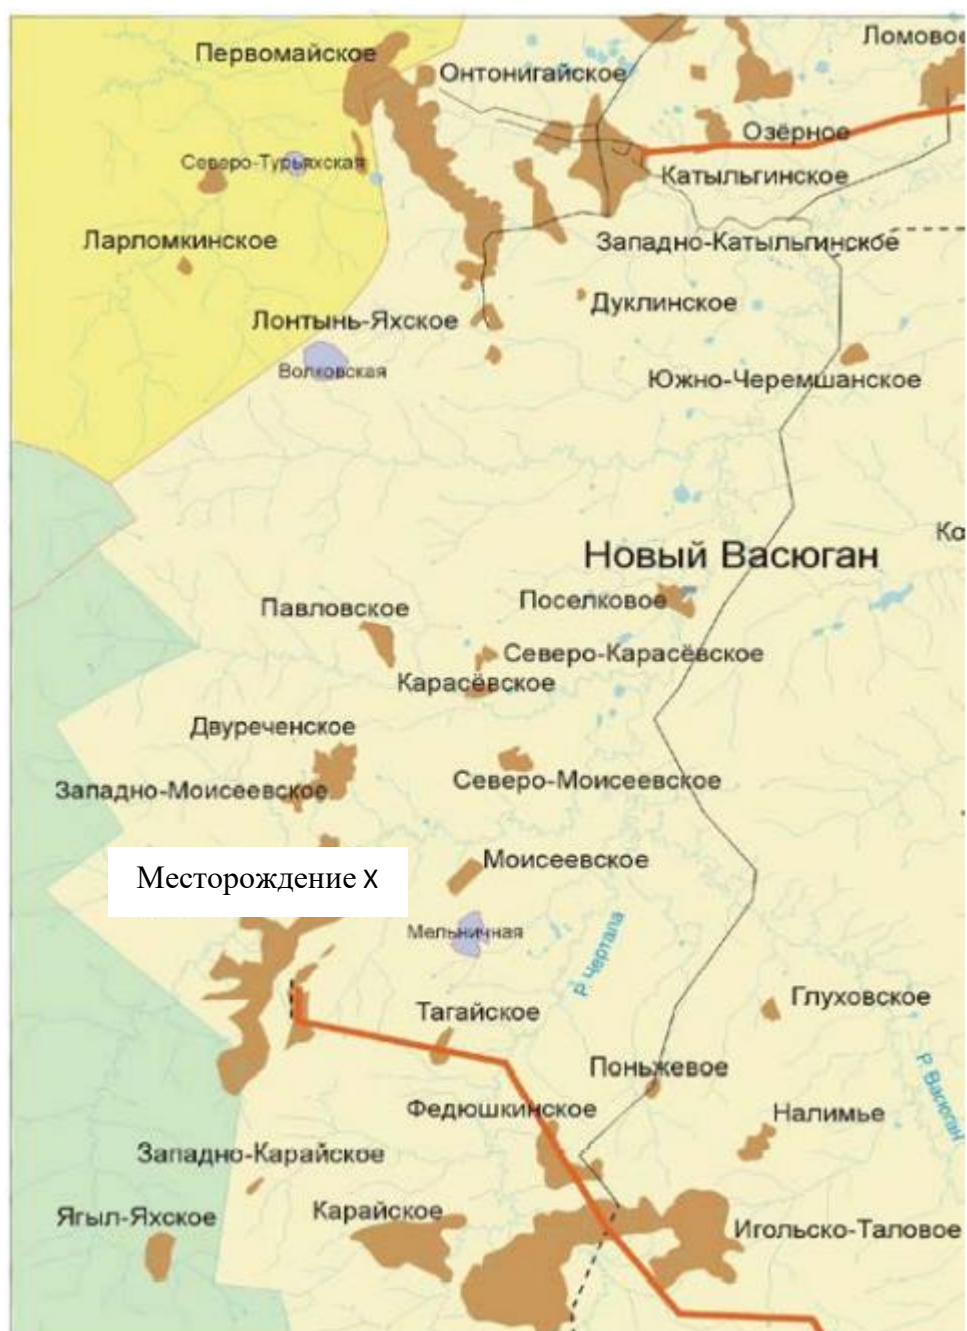 Ломовое
Первомайское
Онтонигайское
Озёрное
Северо-Турьяхская
Катыльгинское
Ларломкинское
Западно-Катыльгинское
Дуклинское
Лонтынь-Яхское
Волковская
Южно-Черемшанское
Ко
Новый Васюган
Поселковое
Павловское
Северо-Карасёвское
Карасёвское
Двуреченское
Северо-Моисеевское
Западно-Моисеевское
Моисеевское
Месторождение X
Мельничная
Р. Чертала
Глуховское
Тагайское
Поньжевое
Р. Васюган
Федюшкинское
Налимье
Западно-Карайское
Карайское
Ягыл-Яхское
Игольско-Таловое